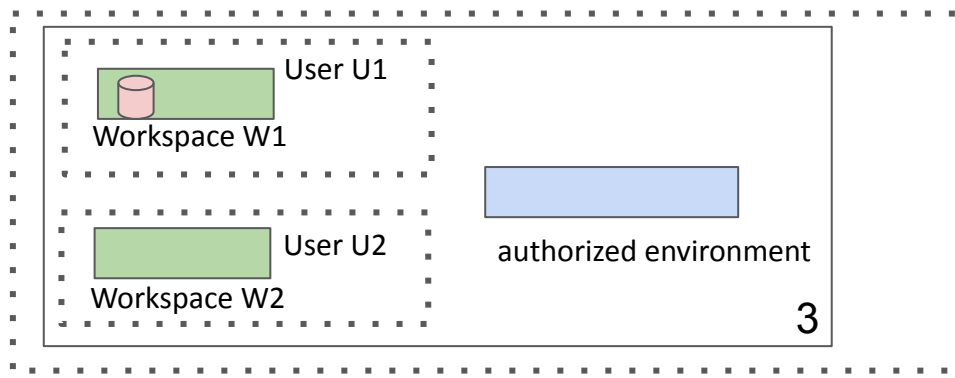 User U1
Workspace W1
User U2
Workspace W2
authorized environment
3